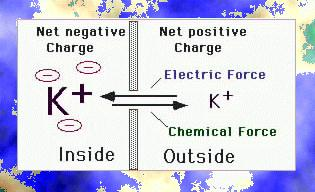 Net negative
Charge
Net positive
Charge
−
−
Electric Force
K+
K+
−
Chemical Force
Inside
Outside